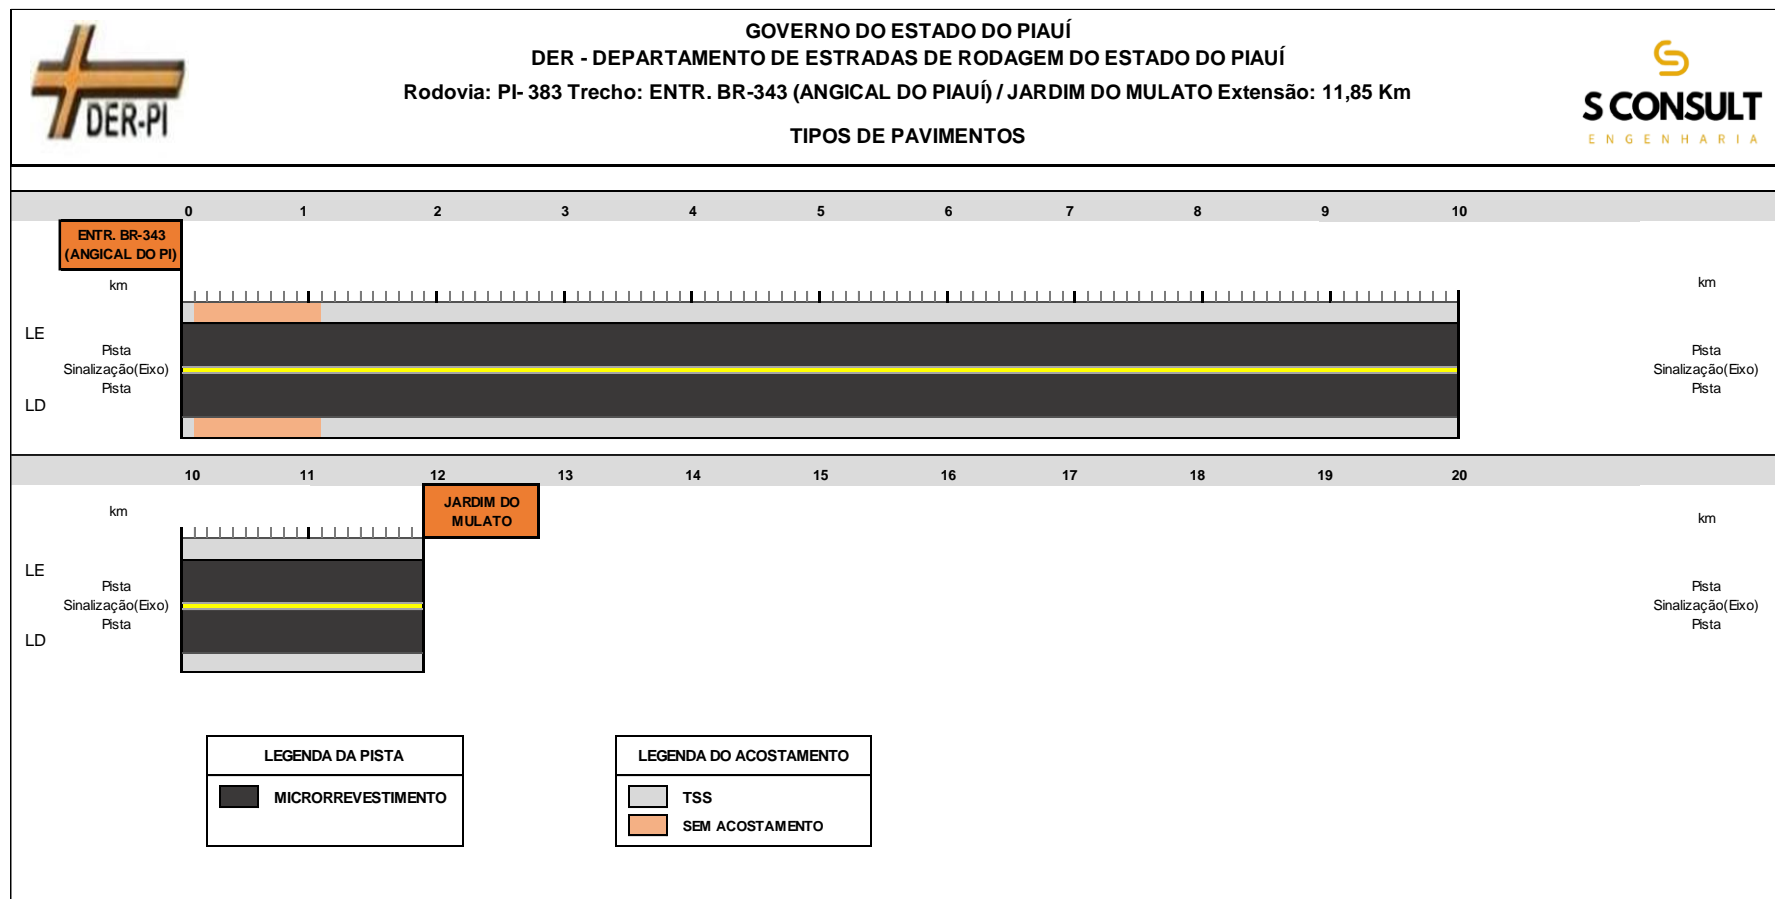 DER-PI
GOVERNO DO ESTADO DO PIAUÍ
DER - DEPARTAMENTO DE ESTRADAS DE RODAGEM DO ESTADO DO PIAUÍ
Rodovia: PI- 383 Trecho: ENTR. BR-343 (ANGICAL DO PIAUÍ) / JARDIM DO MULATO Extensão: 11,85 Km
TIPOS DE PAVIMENTOS
S CONSULT
ENGENHARIA
0 1 2 3 4 5 6 7 8 9 10
ENTR. BR-343
(ANGICAL DO PI)
km km
LE
Pista Pista
Sinalização(Eixo) Sinalização(Eixo)
Pista Pista
LD
10 11 12 13 14 15 16 17 18 19 20
JARDIM DO
MULATO
km km
LE
Pista Pista
Sinalização(Eixo) Sinalização(Eixo)
Pista Pista
LD
LEGENDA DA PISTA
MICRORREVESTIMENTO
LEGENDA DO ACOSTAMENTO
TSS
SEM ACOSTAMENTO